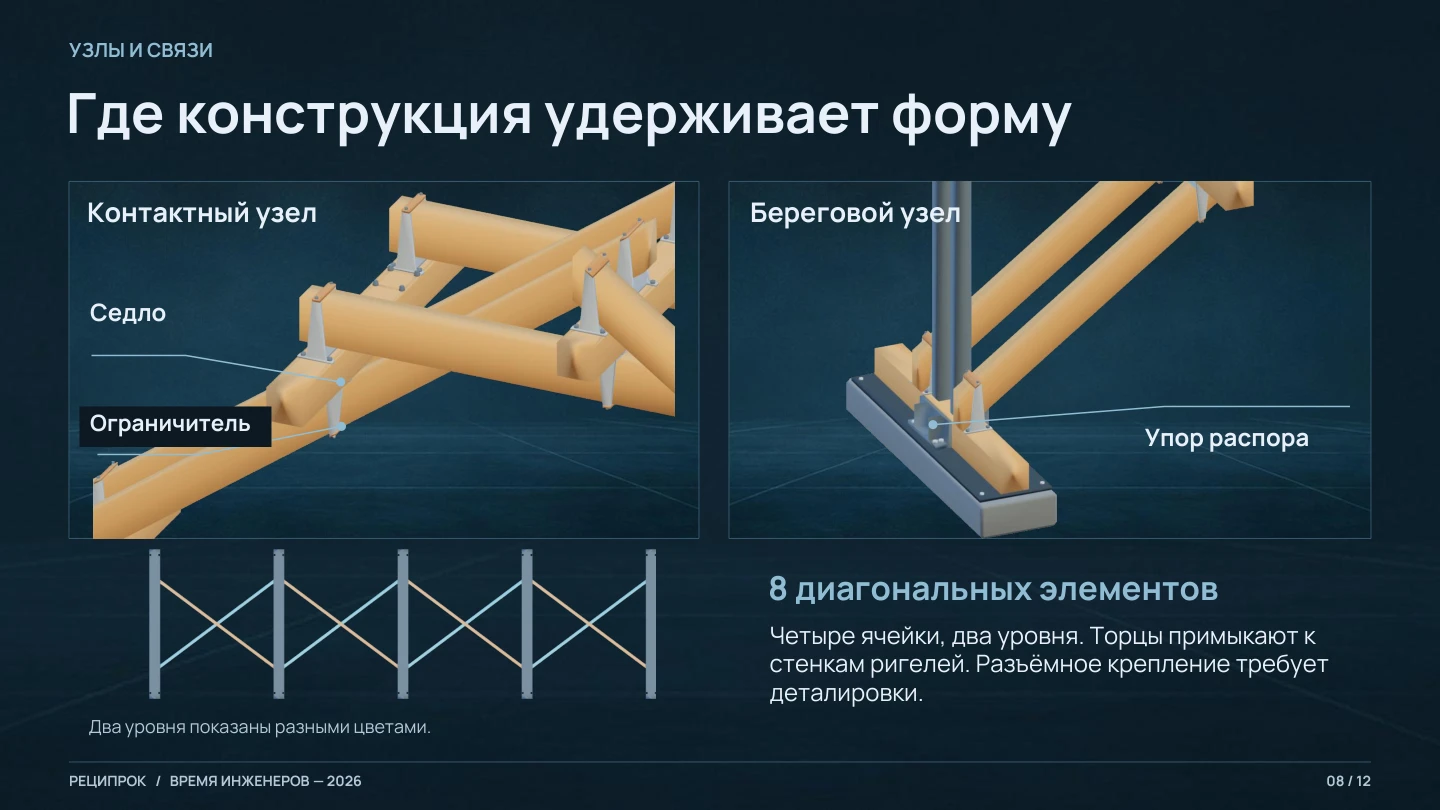 УЗЛЫ И СВЯЗИ
Где конструкция удерживает форму
Контактный узел
Седло
Ограничитель
Береговой узел
Упор распора
Два уровня показаны разными цветами.
8 диагональных элементов
Четыре ячейки, два уровня. Торцы примыкают к
стенкам ригелей. Разъёмное крепление требует
деталировки.
РЕЦИПРОК / ВРЕМЯ ИНЖЕНЕРОВ — 2026
08 / 12